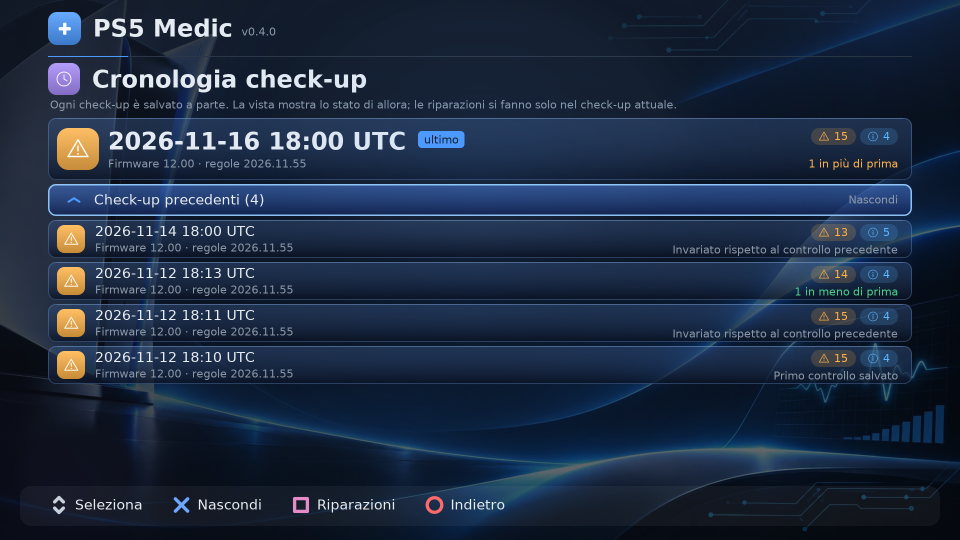 PS5 Medic v0.4.0
Cronologia check-up
Ogni check-up è salvato a parte. La vista mostra lo stato di allora; le riparazioni si fanno solo nel check-up attuale.
2026-11-16 18:00 UTC ultimo 15 4
Firmware 12.00 · regole 2026.11.55 1 in più di prima
Check-up precedenti (4) Nascondi
2026-11-14 18:00 UTC 13 5
Firmware 12.00 · regole 2026.11.55 Invariato rispetto al controllo precedente
2026-11-12 18:13 UTC 14 4
Firmware 12.00 · regole 2026.11.55 1 in meno di prima
2026-11-12 18:11 UTC 15 4
Firmware 12.00 · regole 2026.11.55 Invariato rispetto al controllo precedente
2026-11-12 18:10 UTC 15 4
Firmware 12.00 · regole 2026.11.55 Primo controllo salvato
Seleziona Nascondi Riparazioni Indietro